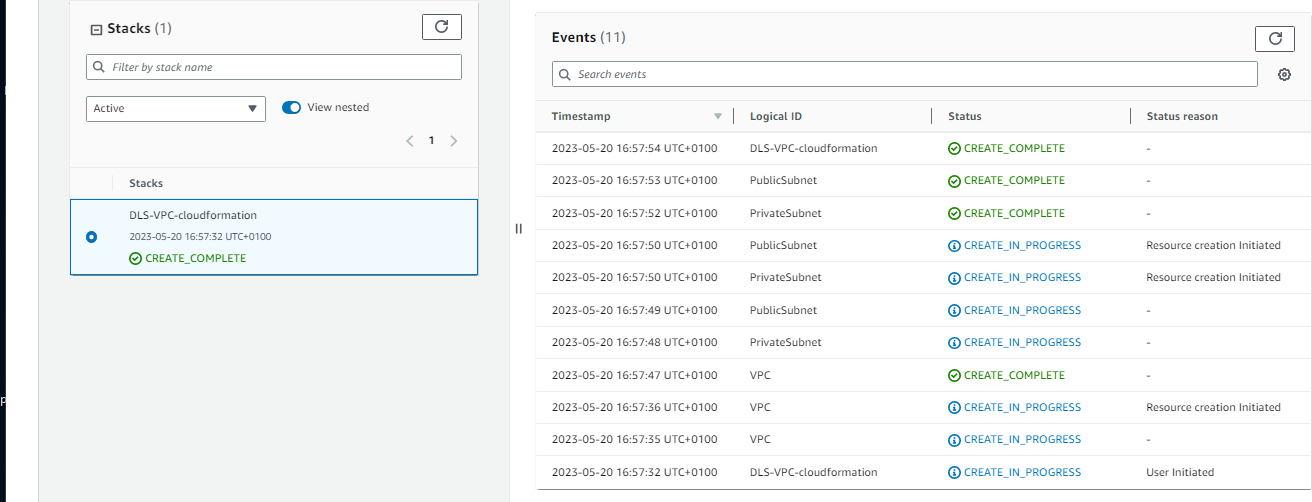 Stacks (1)
Filter by stack name
Active View nested
1
Stacks
DLS-VPC-cloudformation
2023-05-20 16:57:32 UTC+0100
CREATE_COMPLETE
Events (11)
Search events
Timestamp Logical ID Status Status reason
2023-05-20 16:57:54 UTC+0100 DLS-VPC-cloudformation CREATE_COMPLETE -
2023-05-20 16:57:53 UTC+0100 PublicSubnet CREATE_COMPLETE -
2023-05-20 16:57:52 UTC+0100 PrivateSubnet CREATE_COMPLETE -
2023-05-20 16:57:50 UTC+0100 PublicSubnet CREATE_IN_PROGRESS Resource creation Initiated
2023-05-20 16:57:50 UTC+0100 PrivateSubnet CREATE_IN_PROGRESS Resource creation Initiated
2023-05-20 16:57:49 UTC+0100 PublicSubnet CREATE_IN_PROGRESS -
2023-05-20 16:57:48 UTC+0100 PrivateSubnet CREATE_IN_PROGRESS -
2023-05-20 16:57:47 UTC+0100 VPC CREATE_COMPLETE -
2023-05-20 16:57:36 UTC+0100 VPC CREATE_IN_PROGRESS Resource creation Initiated
2023-05-20 16:57:35 UTC+0100 VPC CREATE_IN_PROGRESS -
2023-05-20 16:57:32 UTC+0100 DLS-VPC-cloudformation CREATE_IN_PROGRESS User Initiated